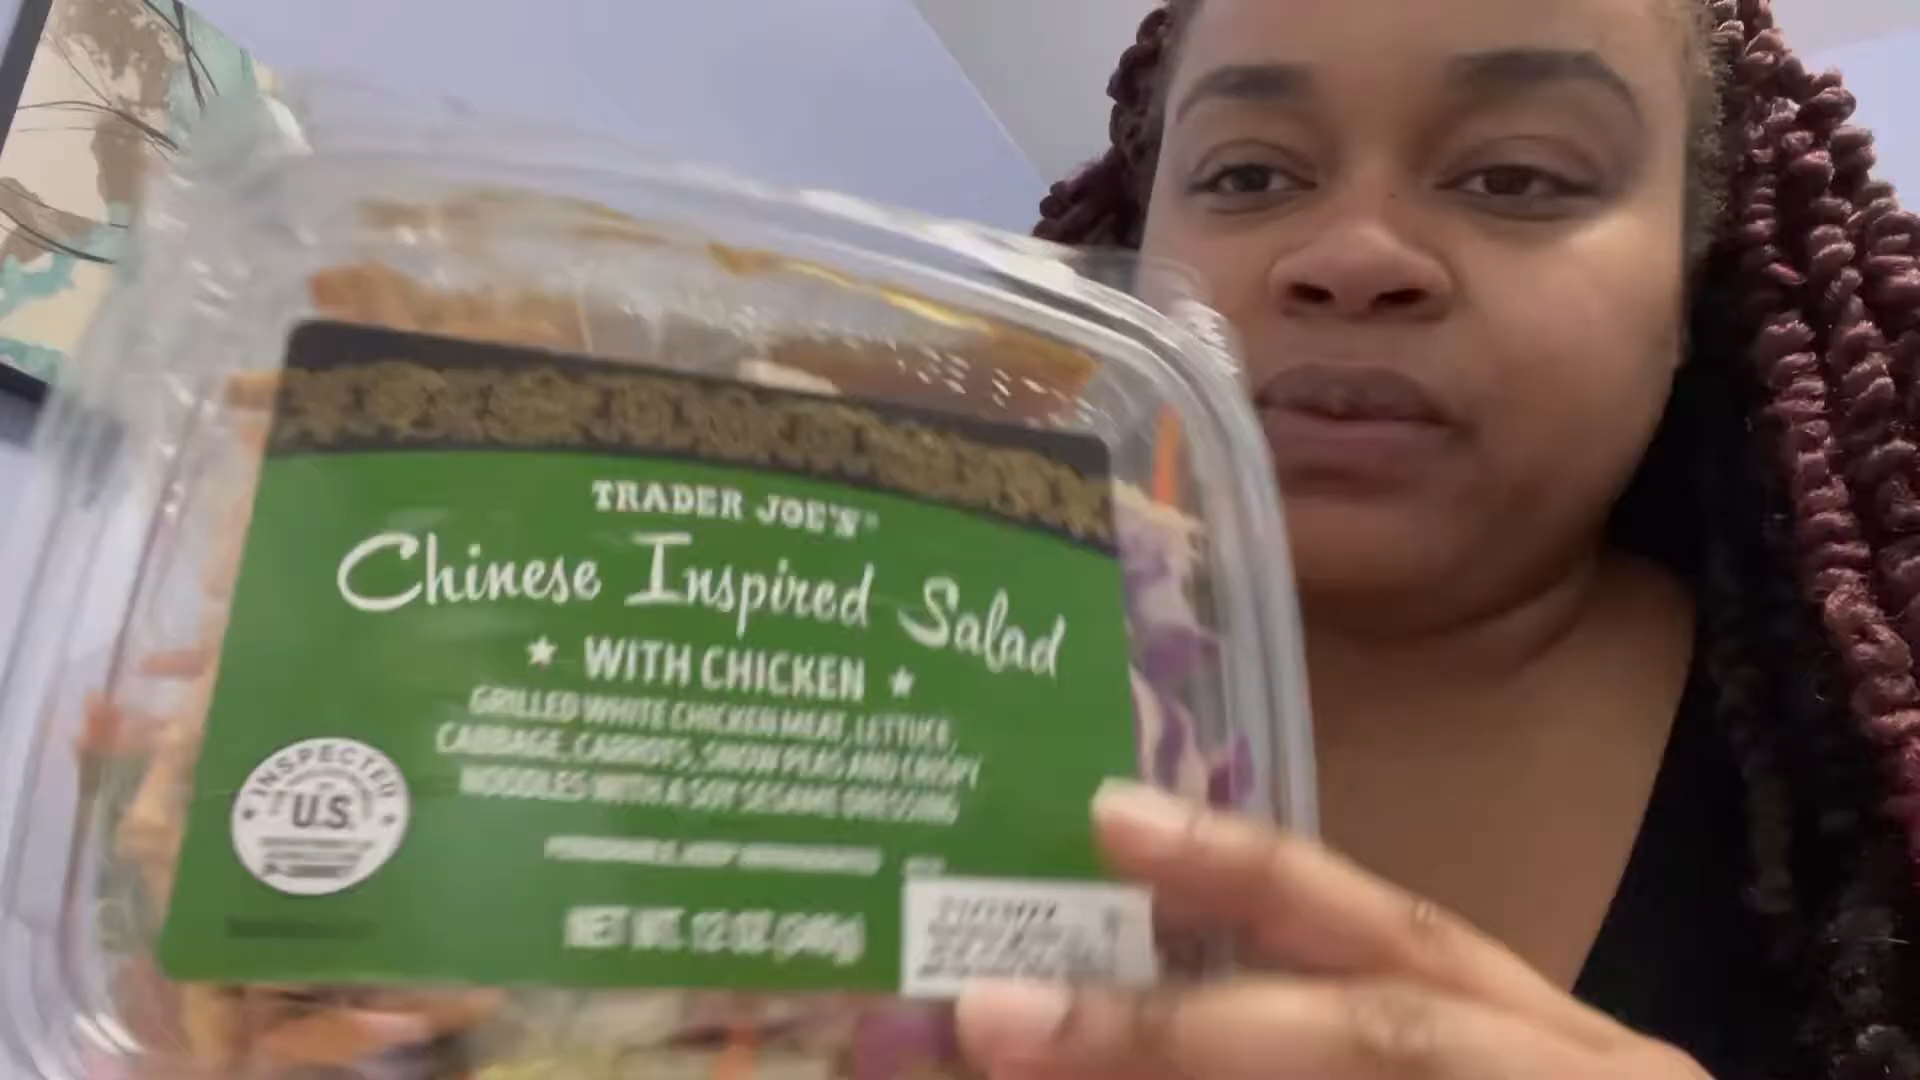 TRADER JOE'S
Chinese Inspired Salad
★ WITH CHICKEN ★
GRILLED WHITE CHICKEN MEAT, LETTUCE,
CABBAGE, CARROTS, SNOW PEAS AND CRISPY
NOODLES WITH A SOY SESAME DRESSING
NET WT. 12 OZ (340g)
INSPECTED
U.S.